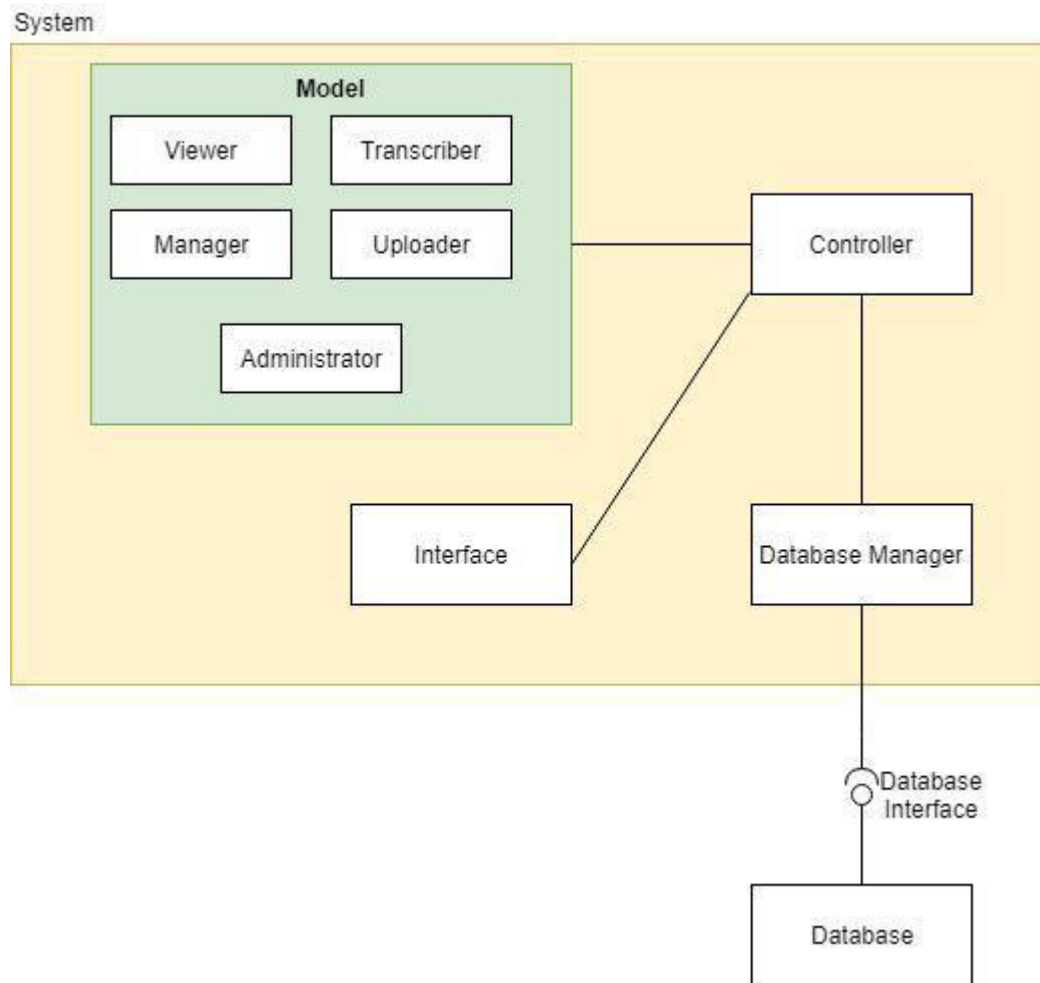 System
Model
Viewer
Transcriber
Manager
Uploader
Controller
Administrator
Interface
Database Manager
Database
Interface
Database